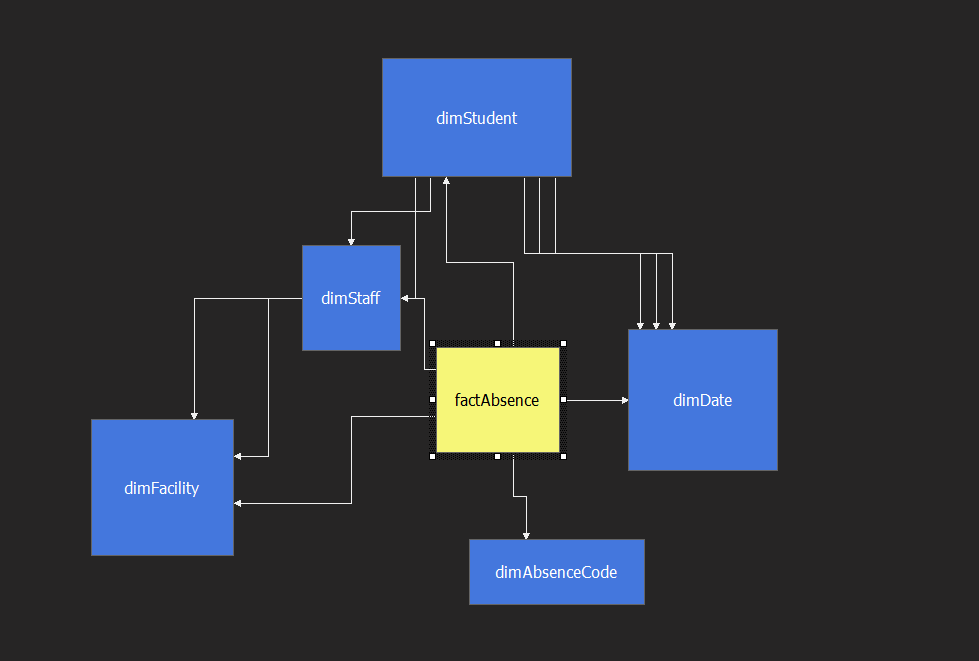 dimStudent
dimStaff
factAbsence
dimDate
dimFacility
dimAbsenceCode